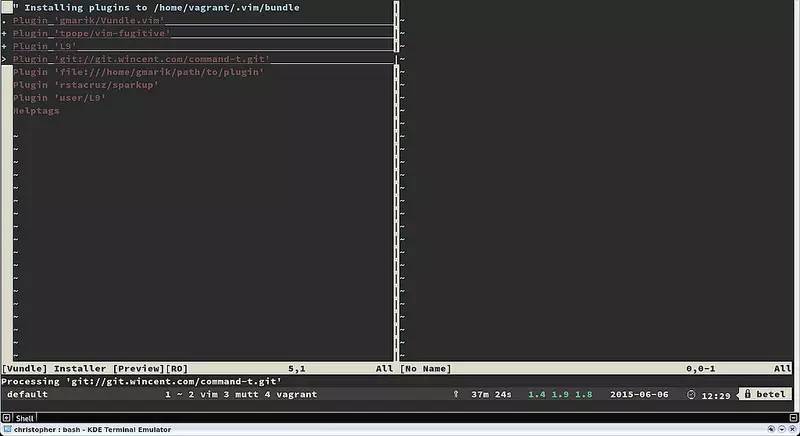 " Installing plugins to /home/vagrant/.vim/bundle
. Plugin 'gmarik/Vundle.vim'
+ Plugin 'tpope/vim-fugitive'
+ Plugin 'L9'
> Plugin 'git://git.wincent.com/command-t.git'
Plugin 'file:///home/gmarik/path/to/plugin'
Plugin 'rstacruz/sparkup'
Plugin 'user/L9'
Helptags
[Vundle] Installer [Preview][RO] 5,1 All
[No Name] 0,0-1 All
Processing 'git://git.wincent.com/command-t.git'
default 1 ~ 2 vim 3 mutt 4 vagrant 37m 24s 1.4 1.9 1.8 2015-06-06 12:29 betel
Shell
christopher : bash - KDE Terminal Emulator